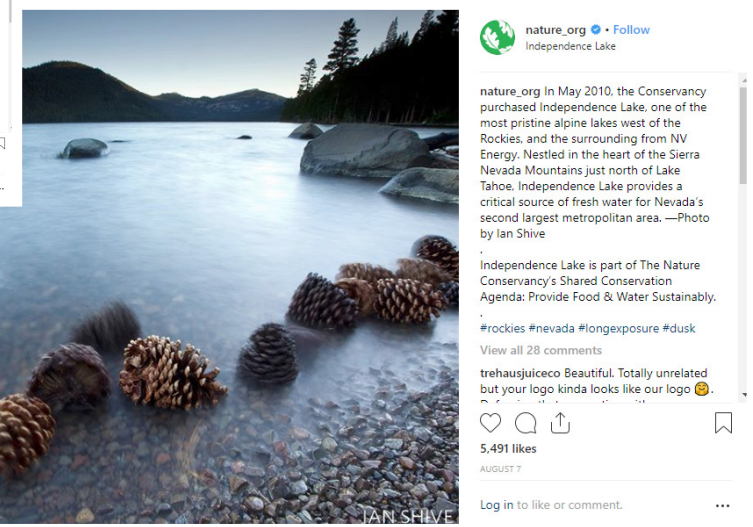 nature_org • Follow
Independence Lake
nature_org In May 2010, the Conservancy
purchased Independence Lake, one of the
most pristine alpine lakes west of the
Rockies, and the surrounding from NV
Energy. Nestled in the heart of the Sierra
Nevada Mountains just north of Lake
Tahoe, Independence Lake provides a
critical source of fresh water for Nevada's
second largest metropolitan area. —Photo
by Ian Shive
.
Independence Lake is part of The Nature
Conservancy's Shared Conservation
Agenda: Provide Food & Water Sustainably.
.
#rockies #nevada #longexposure #dusk
View all 28 comments
trehausjuiceco Beautiful. Totally unrelated
but your logo kinda looks like our logo 🤗.
5,491 likes
AUGUST 7
Log in to like or comment.
IAN SHIVE